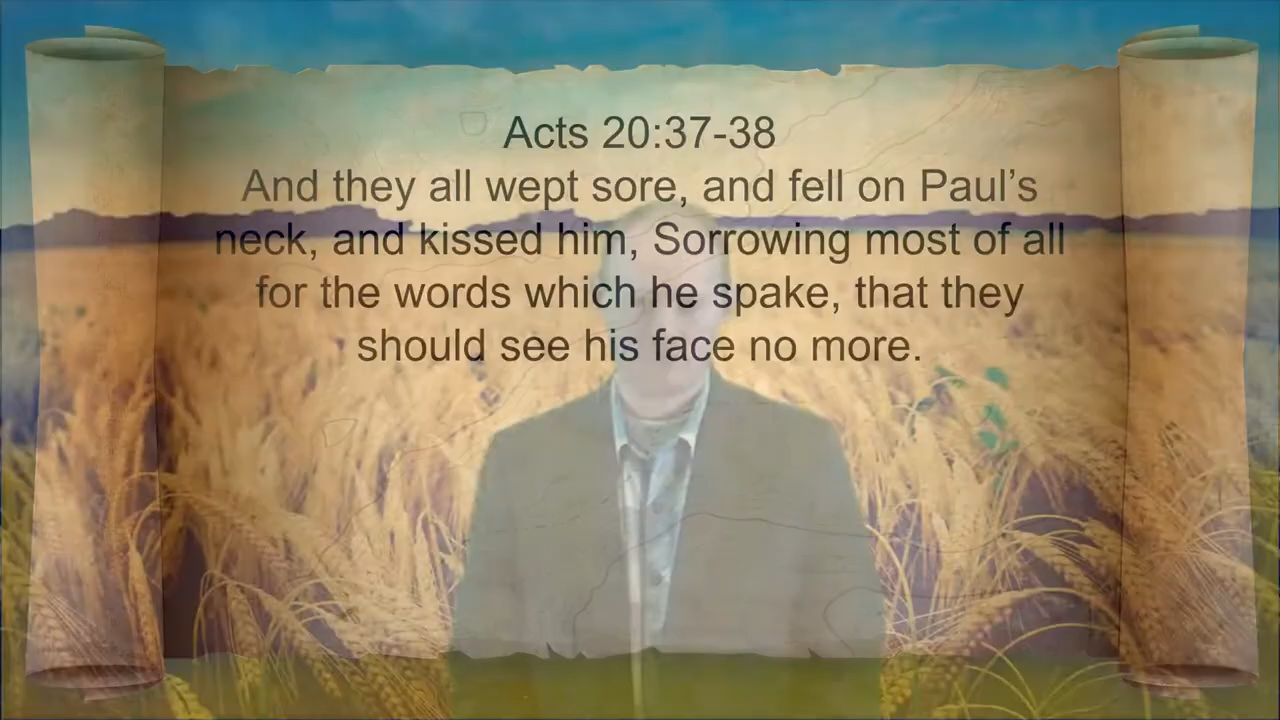 Acts 20:37-38
And they all wept sore, and fell on Paul’s
neck, and kissed him, Sorrowing most of all
for the words which he spake, that they
should see his face no more.